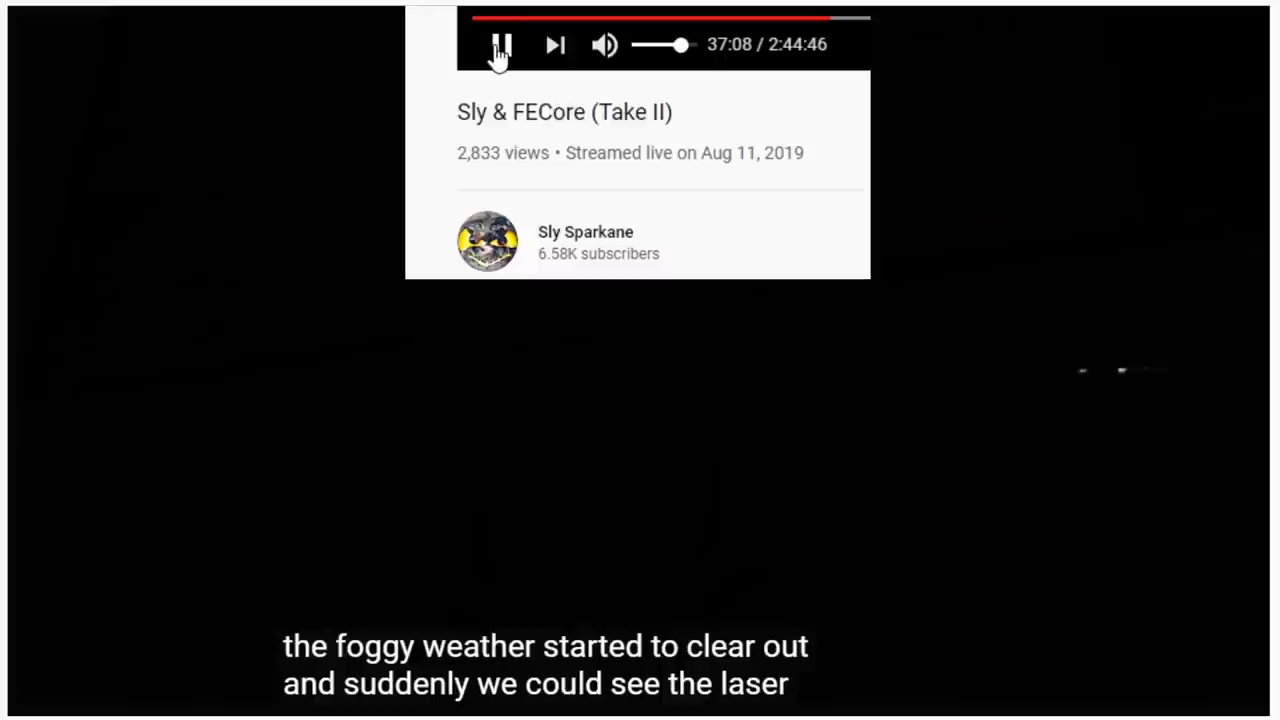 37:08 / 2:44:46
Sly & FECore (Take II)
2,833 views • Streamed live on Aug 11, 2019
Sly Sparkane
6.58K subscribers
the foggy weather started to clear out
and suddenly we could see the laser